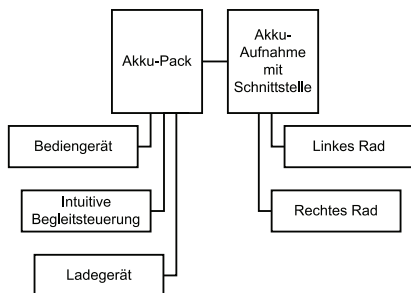 Akku-Pack
Akku-
Aufnahme
mit
Schnittstelle
Bediengerät
Linkes Rad
Intuitive
Begleitsteuerung
Rechtes Rad
Ladegerät